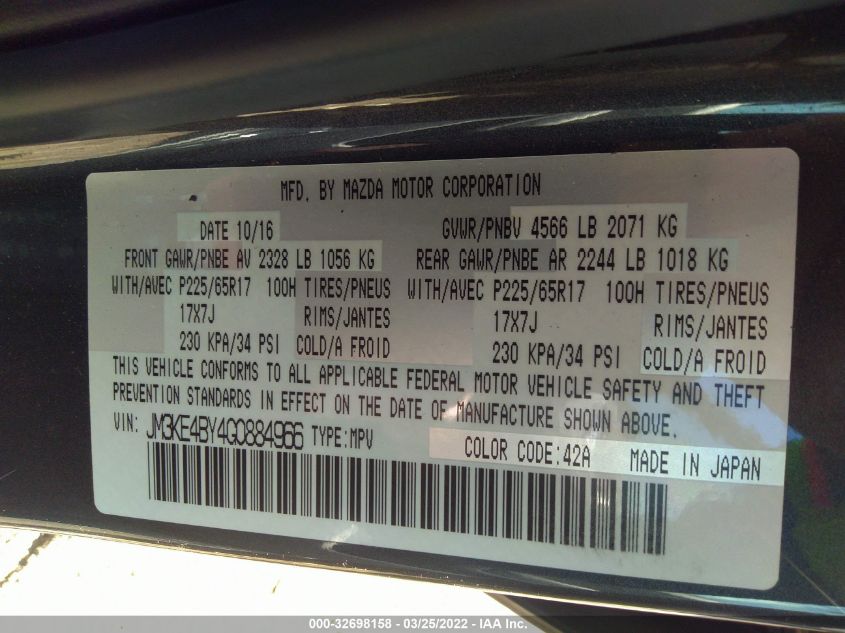 MFD. BY MAZDA MOTOR CORPORATION
DATE 10/16 GVWR/PNBV 4566 LB 2071 KG
FRONT GAWR/PNBE AV 2328 LB 1056 KG REAR GAWR/PNBE AR 2244 LB 1018 KG
WITH/AVEC P225/65R17 100H TIRES/PNEUS WITH/AVEC P225/65R17 100H TIRES/PNEUS
17X7J RIMS/JANTES 17X7J RIMS/JANTES
230 KPA/34 PSI COLD/A FROID 230 KPA/34 PSI COLD/A FROID
THIS VEHICLE CONFORMS TO ALL APPLICABLE FEDERAL MOTOR VEHICLE SAFETY AND THEFT
PREVENTION STANDARDS IN EFFECT ON THE DATE OF MANUFACTURE SHOWN ABOVE.
VIN: JM3KE4BY4G0884966 TYPE:MPV
COLOR CODE:42A MADE IN JAPAN
000-32698158 - 03/25/2022 - IAA Inc.